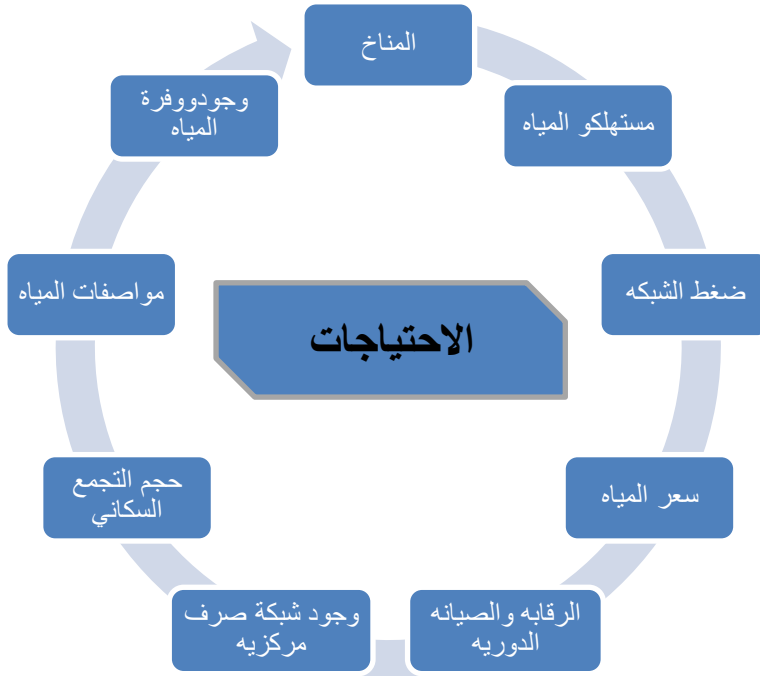 المناخ
مستهلكو المياه
ضغط الشبكه
سعر المياه
الرقابه والصيانه
الدوريه
وجود شبكة صرف
مركزيه
حجم التجمع
السكاني
مواصفات المياه
وجودووفرة
المياه
الاحتياجات